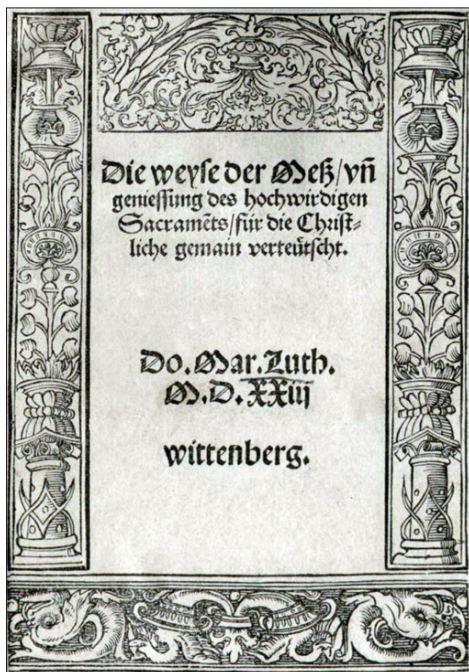 Die weyse der Meß/vñ
geniessung des hochwirdigen
Sacramẽts/für die Christ⸗
liche gemain verteütscht.
Do. Mar. Luth.
M.D.XXiij
wittenberg.